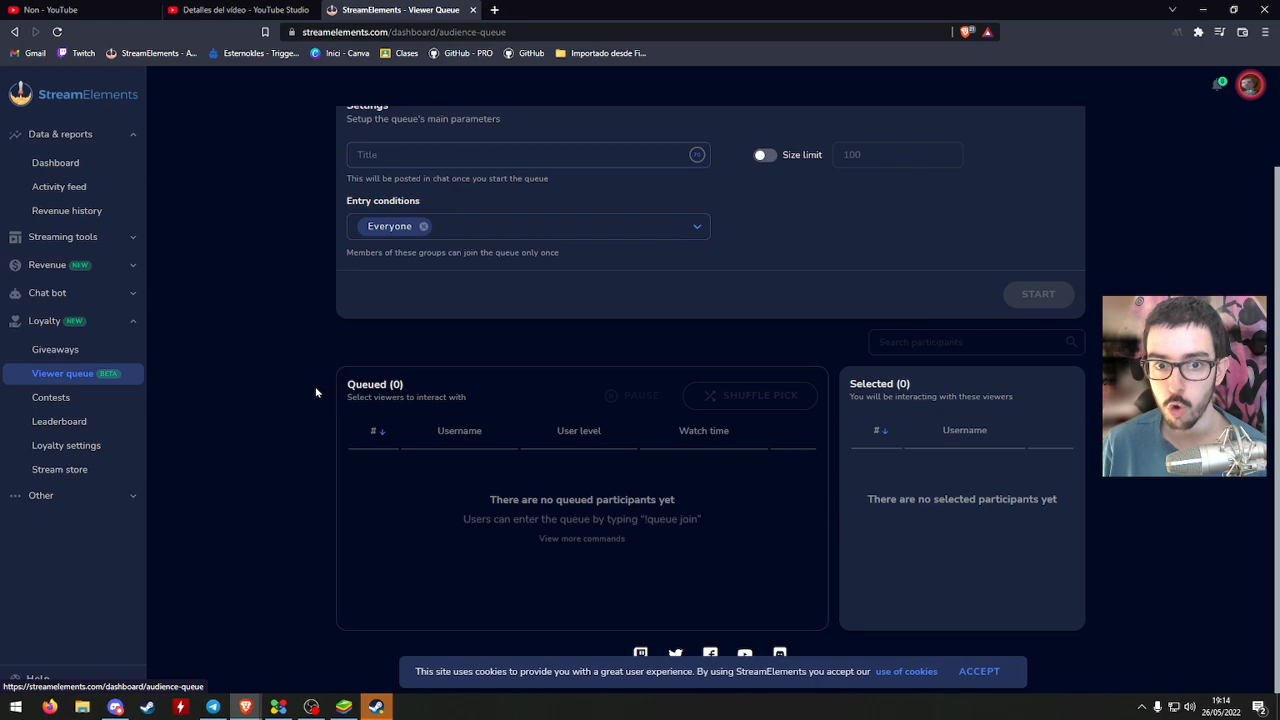 Non - YouTube
Detalles del vídeo - YouTube Studio
StreamElements - Viewer Queue
streamelements.com/dashboard/audience-queue
Gmail
Twitch
StreamElements - A...
Esternokles - Trigge...
Inici - Canva
Clases
GitHub - PRO
GitHub
Importado desde Fi...
StreamElements
Data & reports
Dashboard
Activity feed
Revenue history
Streaming tools
Revenue NEW
Chat bot
Loyalty NEW
Giveaways
Viewer queue BETA
Contests
Leaderboard
Loyalty settings
Stream store
Other
Help
Settings
Setup the queue's main parameters
Title
70
Size limit
100
This will be posted in chat once you start the queue
Entry conditions
Everyone
Members of these groups can join the queue only once
START
Search participants
Queued (0)
Select viewers to interact with
PAUSE
SHUFFLE PICK
# Username User level Watch time
There are no queued participants yet
Users can enter the queue by typing "!queue join"
View more commands
Selected (0)
You will be interacting with these viewers
# Username
There are no selected participants yet
This site uses cookies to provide you with a great user experience. By using StreamElements you accept our use of cookies
ACCEPT
https://streamelements.com/dashboard/audience-queue
19:14
26/05/2022